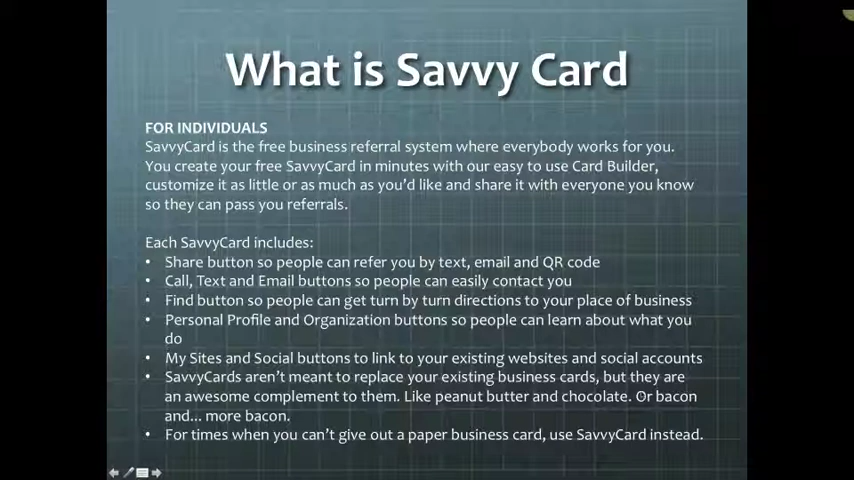 What is Savvy Card
FOR INDIVIDUALS
SavvyCard is the free business referral system where everybody works for you.
You create your free SavvyCard in minutes with our easy to use Card Builder,
customize it as little or as much as you'd like and share it with everyone you know
so they can pass you referrals.
Each SavvyCard includes:
• Share button so people can refer you by text, email and QR code
• Call, Text and Email buttons so people can easily contact you
• Find button so people can get turn by turn directions to your place of business
• Personal Profile and Organization buttons so people can learn about what you
do
• My Sites and Social buttons to link to your existing websites and social accounts
• SavvyCards aren't meant to replace your existing business cards, but they are
an awesome complement to them. Like peanut butter and chocolate. Or bacon
and... more bacon.
• For times when you can't give out a paper business card, use SavvyCard instead.